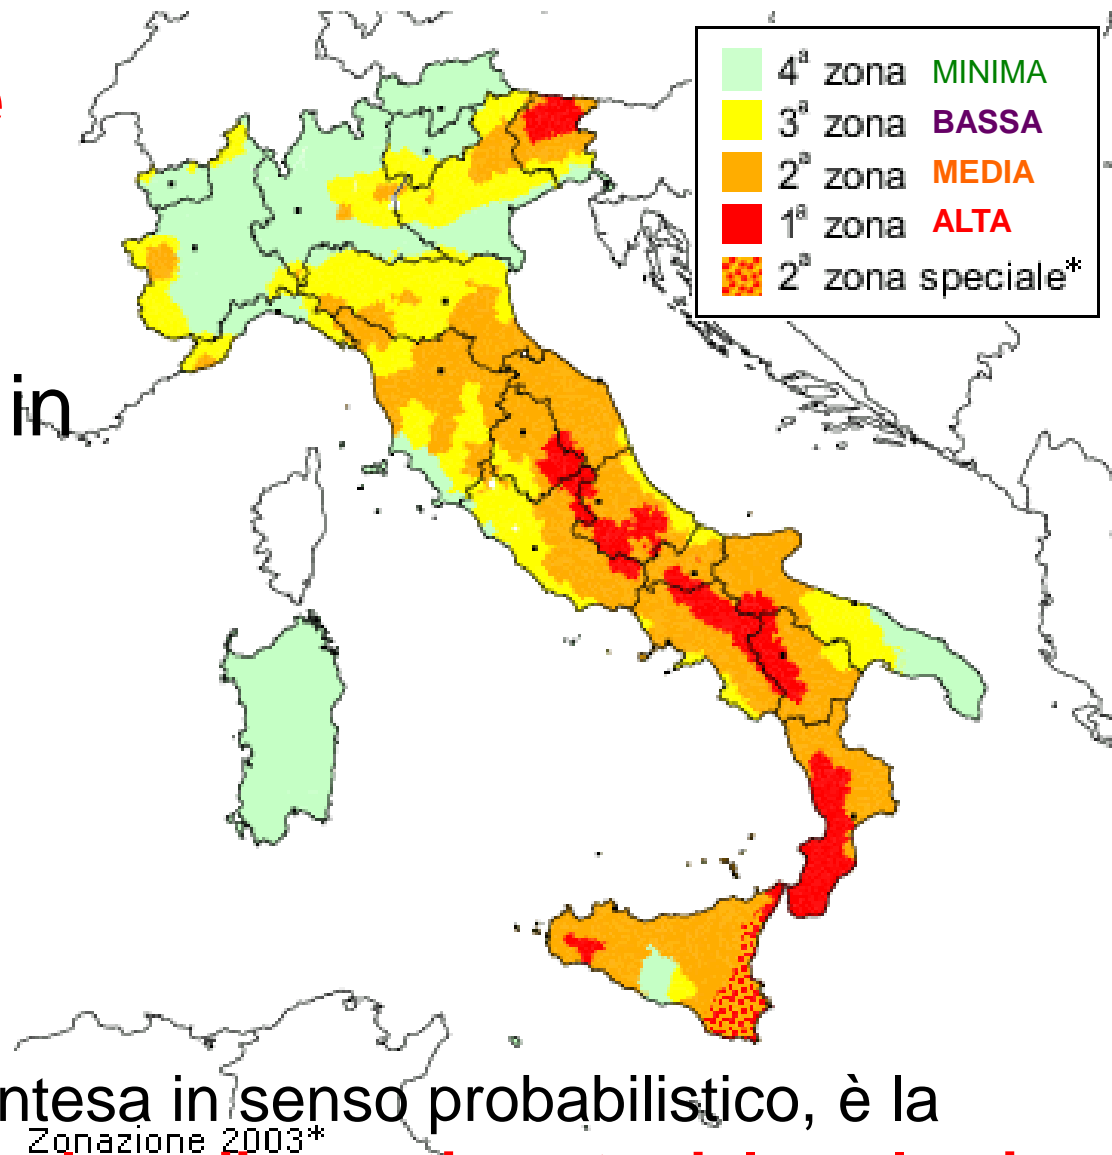 4ª zona MINIMA
3ª zona BASSA
2ª zona MEDIA
1ª zona ALTA
2ª zona speciale*
in
ntesa in senso probabilistico, è la
Zonazione 2003*